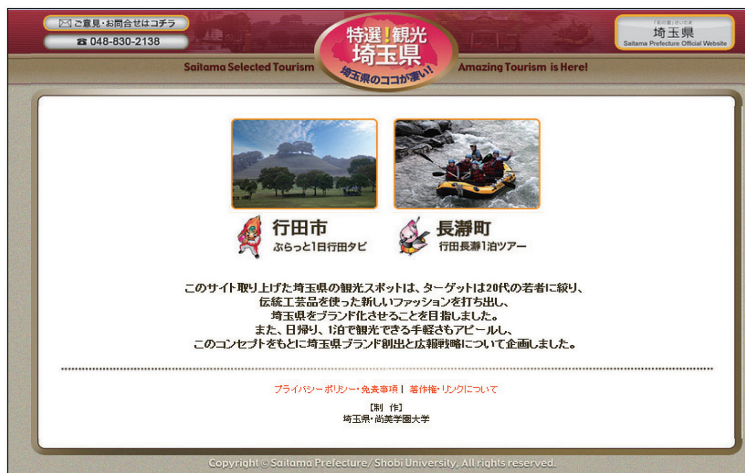 ご意見・お問合せはコチラ
048-830-2138
特選!観光
埼玉県
埼玉県のココが凄い!
Saitama Selected Tourism
Amazing Tourism is Here!
「彩の国」さいたま
埼玉県
Saitama Prefecture Official Website
行田市
ぶらっと1日行田タビ
長瀞町
行田長瀞1泊ツアー
このサイト取り上げた埼玉県の観光スポットは、ターゲットは20代の若者に絞り、
伝統工芸品を使った新しいファッションを打ち出し、
埼玉県をブランド化させることを目指しました。
また、日帰り、1泊で観光できる手軽さもアピールし、
このコンセプトをもとに埼玉県ブランド創出と広報戦略について企画しました。
プライバシーポリシー・免責事項 | 著作権・リンクについて
【制 作】
埼玉県・尚美学園大学
Copyright © Saitama Prefecture/ Shobi University, All rights reserved.